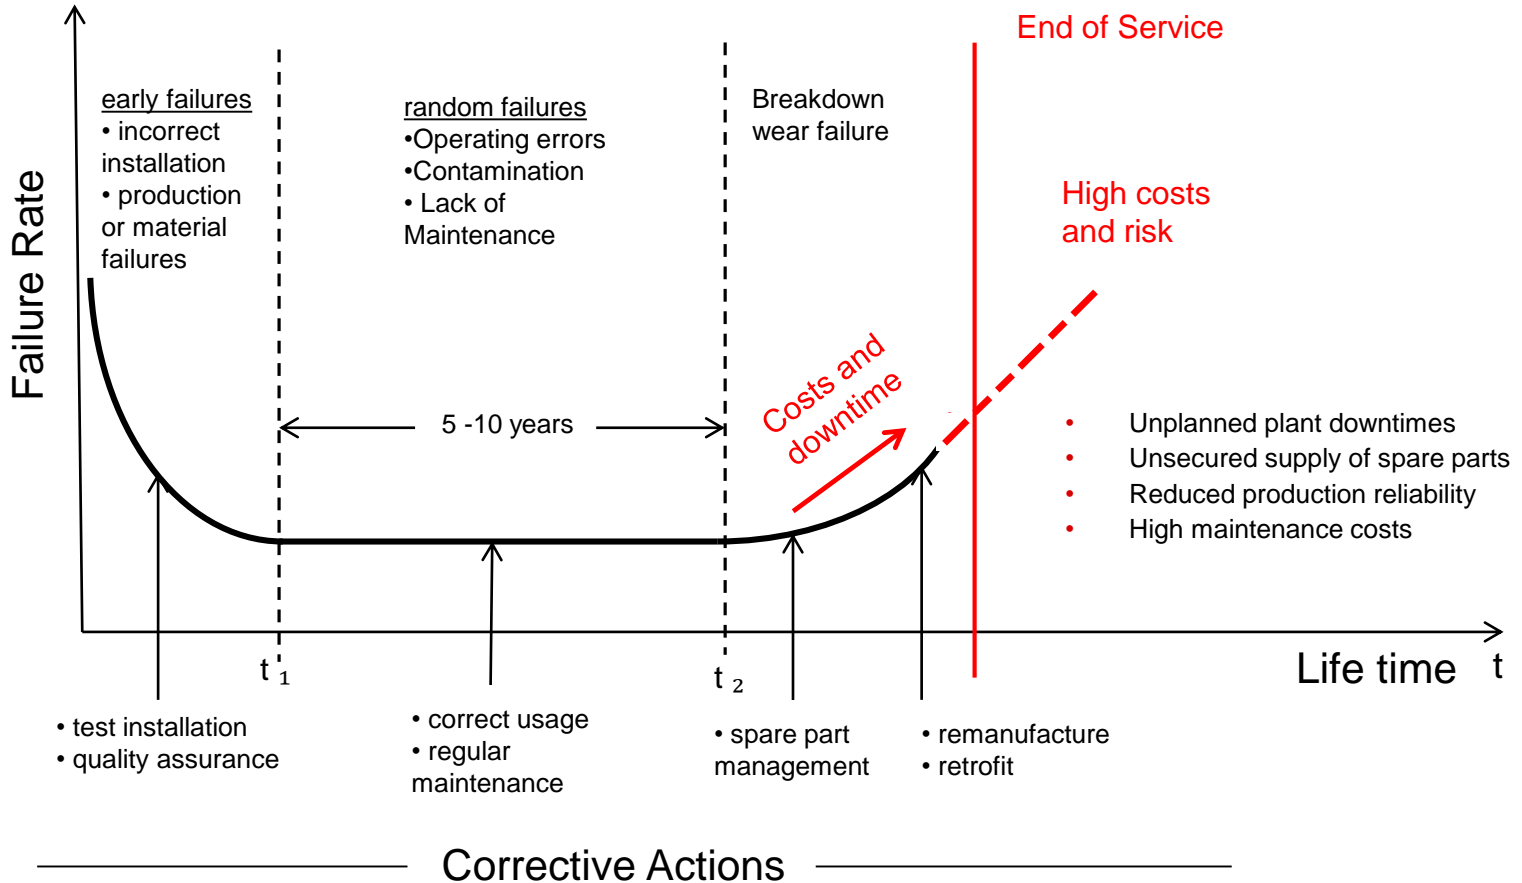 End of Service
early failures
• incorrect
installation
• production
or material
failures
random failures
•Operating errors
•Contamination
• Lack of
Maintenance
Breakdown
wear failure
High costs
and risk
Failure Rate
5 -10 years
Costs and
downtime
• Unplanned plant downtimes
• Unsecured supply of spare parts
• Reduced production reliability
• High maintenance costs
t 1
t 2
Life time t
• test installation
• quality assurance
• correct usage
• regular
maintenance
• spare part
management
• remanufacture
• retrofit
Corrective Actions